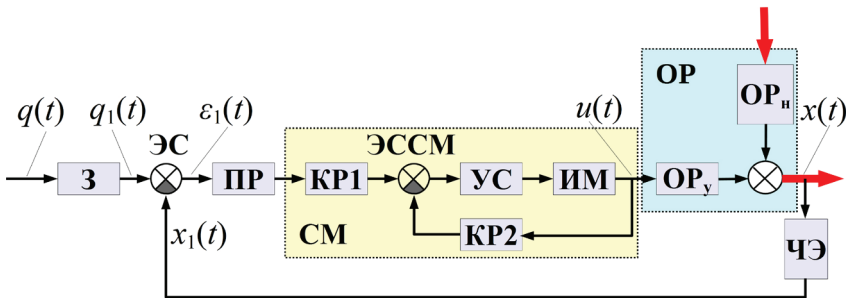 ОР
ОРн
q(t)
q₁(t)
ЭС
ε₁(t)
ЭССМ
u(t)
x(t)
З
ПР
КР1
УС
ИМ
ОРу
x₁(t)
СМ
КР2
ЧЭ